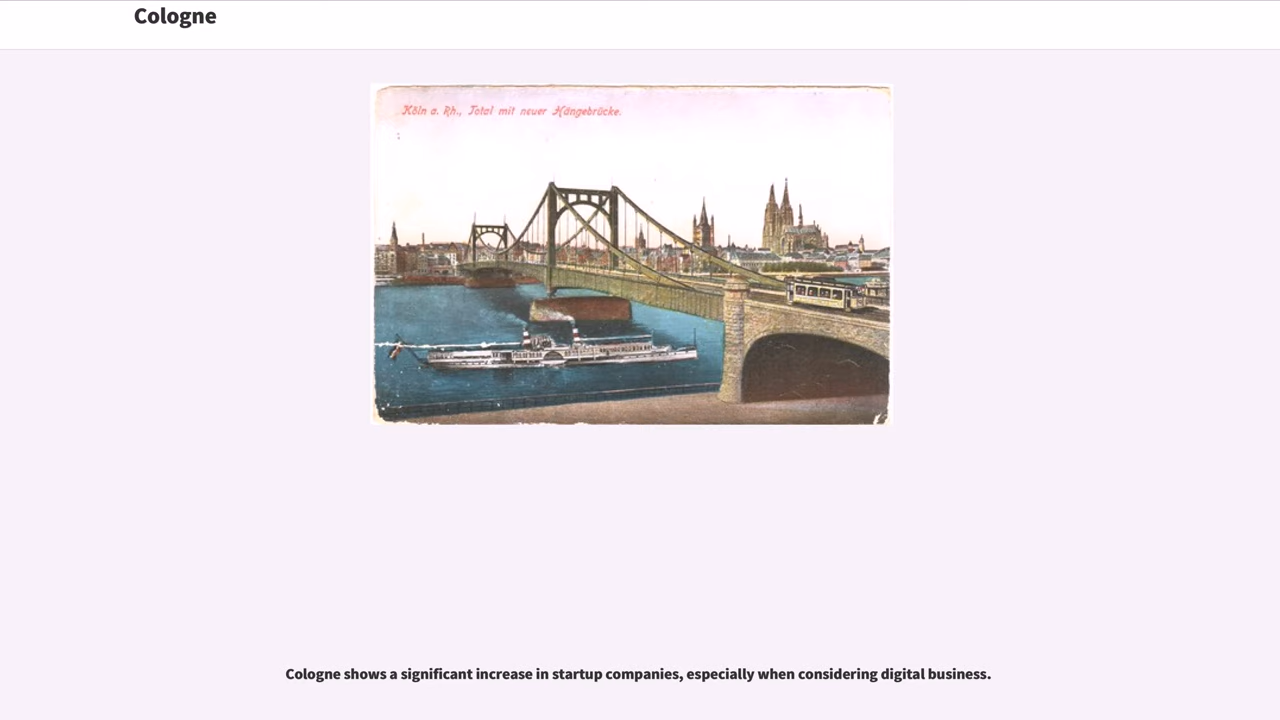 Cologne
Köln a. Rh., Total mit neuer Hängebrücke.
Cologne shows a significant increase in startup companies, especially when considering digital business.